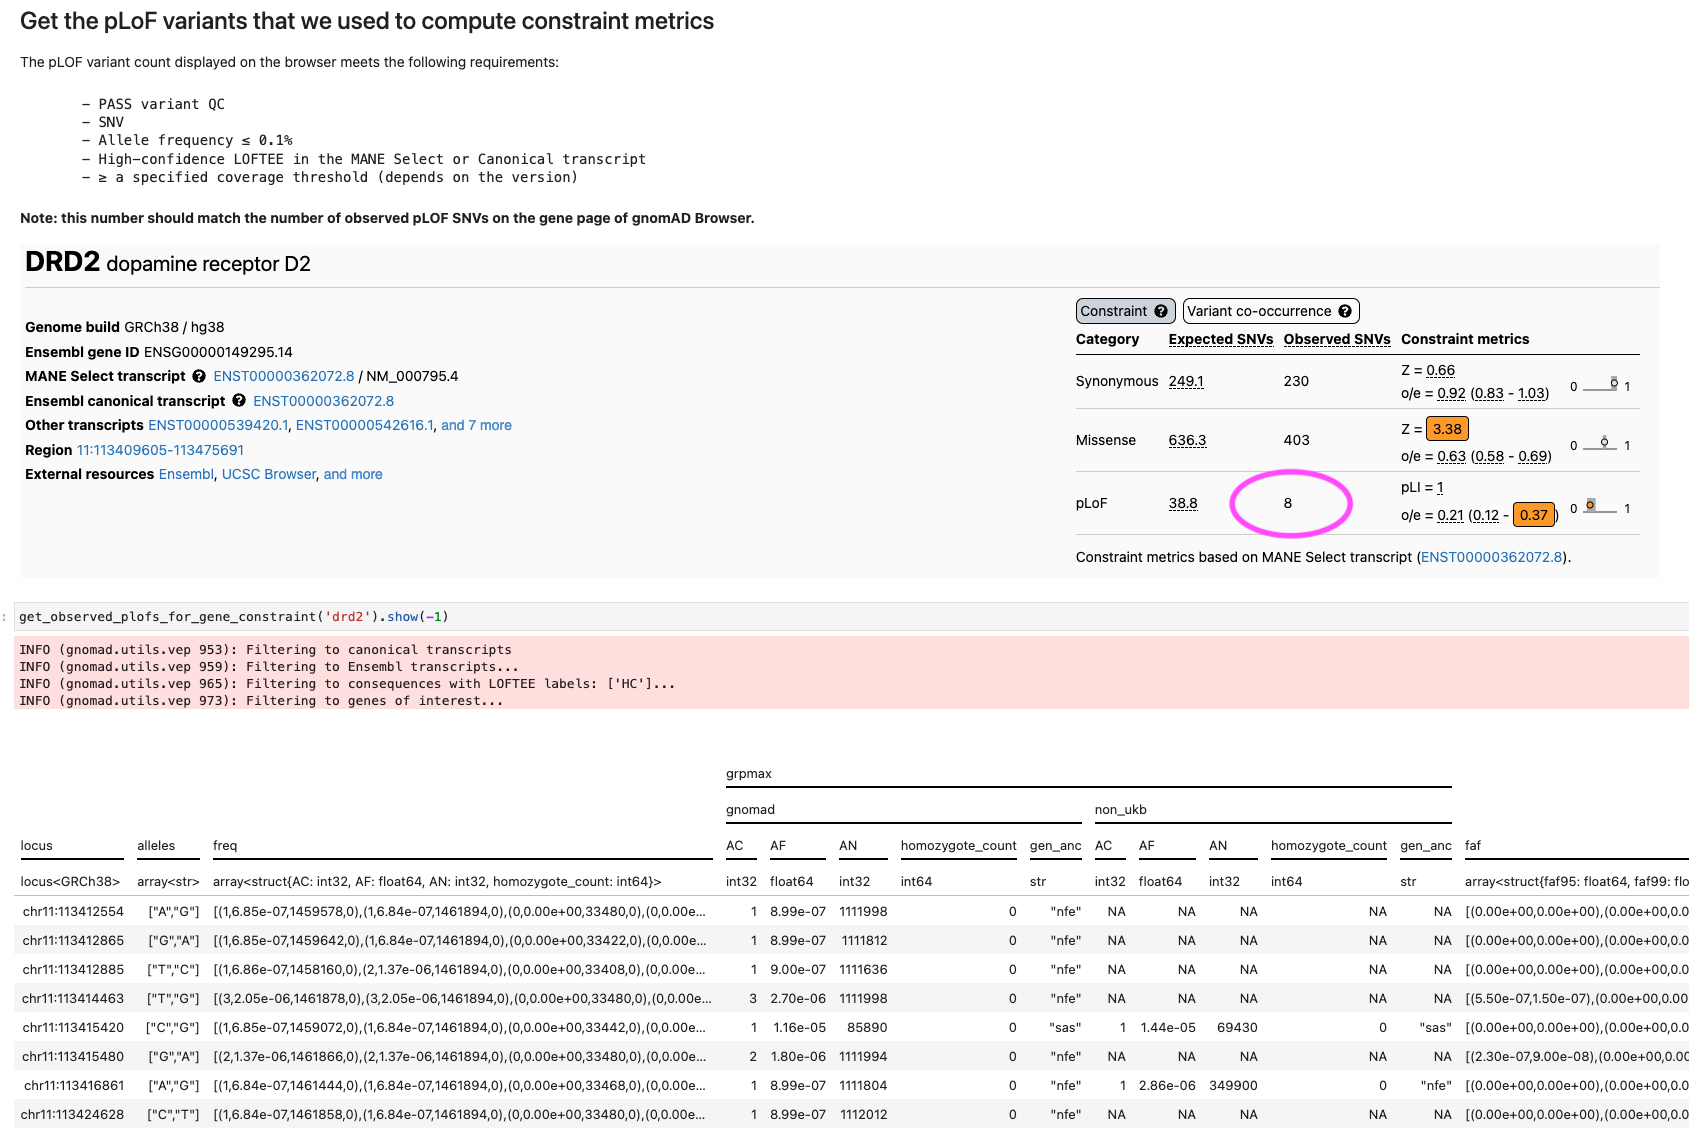 Get the pLoF variants that we used to compute constraint metrics
The pLOF variant count displayed on the browser meets the following requirements:
– PASS variant QC
– SNV
– Allele frequency ≤ 0.1%
– High-confidence LOFTEE in the MANE Select or Canonical transcript
– ≥ a specified coverage threshold (depends on the version)
Note: this number should match the number of observed pLOF SNVs on the gene page of gnomAD Browser.
DRD2 dopamine receptor D2
Genome build GRCh38 / hg38
Ensembl gene ID ENSG00000149295.14
MANE Select transcript ? ENST00000362072.8 / NM_000795.4
Ensembl canonical transcript ? ENST00000362072.8
Other transcripts ENST00000539420.1, ENST00000542616.1, and 7 more
Region 11:113409605-113475691
External resources Ensembl, UCSC Browser, and more
Constraint ? Variant co-occurrence ?
Category Expected SNVs Observed SNVs Constraint metrics
Synonymous 249.1 230 Z = 0.66
o/e = 0.92 (0.83 - 1.03) 0 1
Missense 636.3 403 Z = 3.38
o/e = 0.63 (0.58 - 0.69) 0 1
pLoF 38.8 8 pLI = 1
o/e = 0.21 (0.12 - 0.37) 0 1
Constraint metrics based on MANE Select transcript (ENST00000362072.8).
: get_observed_plofs_for_gene_constraint('drd2').show(-1)
INFO (gnomad.utils.vep 953): Filtering to canonical transcripts
INFO (gnomad.utils.vep 959): Filtering to Ensembl transcripts...
INFO (gnomad.utils.vep 965): Filtering to consequences with LOFTEE labels: ['HC']...
INFO (gnomad.utils.vep 973): Filtering to genes of interest...
grpmax
gnomad non_ukb
locus alleles freq AC AF AN homozygote_count gen_anc AC AF AN homozygote_count gen_anc faf
locus<GRCh38> array<str> array<struct{AC: int32, AF: float64, AN: int32, homozygote_count: int64}> int32 float64 int32 int64 str int32 float64 int32 int64 str array<struct{faf95: float64, faf99: flo
chr11:113412554 ["A","G"] [(1,6.85e-07,1459578,0),(1,6.84e-07,1461894,0),(0,0.00e+00,33480,0),(0,0.00e... 1 8.99e-07 1111998 0 "nfe" NA NA NA NA NA [(0.00e+00,0.00e+00),(0.00e+00,0.0
chr11:113412865 ["G","A"] [(1,6.85e-07,1459642,0),(1,6.84e-07,1461894,0),(0,0.00e+00,33422,0),(0,0.00e... 1 8.99e-07 1111812 0 "nfe" NA NA NA NA NA [(0.00e+00,0.00e+00),(0.00e+00,0.0
chr11:113412885 ["T","C"] [(1,6.86e-07,1458160,0),(2,1.37e-06,1461894,0),(0,0.00e+00,33408,0),(0,0.00e... 1 9.00e-07 1111636 0 "nfe" NA NA NA NA NA [(0.00e+00,0.00e+00),(0.00e+00,0.0
chr11:113414463 ["T","G"] [(3,2.05e-06,1461878,0),(3,2.05e-06,1461894,0),(0,0.00e+00,33480,0),(0,0.00e... 3 2.70e-06 1111998 0 "nfe" NA NA NA NA NA [(5.50e-07,1.50e-07),(0.00e+00,0.00
chr11:113415420 ["C","G"] [(1,6.85e-07,1459072,0),(1,6.84e-07,1461894,0),(0,0.00e+00,33442,0),(0,0.00e... 1 1.16e-05 85890 0 "sas" 1 1.44e-05 69430 0 "sas" [(0.00e+00,0.00e+00),(0.00e+00,0.0
chr11:113415480 ["G","A"] [(2,1.37e-06,1461866,0),(2,1.37e-06,1461894,0),(0,0.00e+00,33480,0),(0,0.00e... 2 1.80e-06 1111994 0 "nfe" NA NA NA NA NA [(2.30e-07,9.00e-08),(0.00e+00,0.00
chr11:113416861 ["A","G"] [(1,6.84e-07,1461444,0),(1,6.84e-07,1461894,0),(0,0.00e+00,33468,0),(0,0.00e... 1 8.99e-07 1111804 0 "nfe" 1 2.86e-06 349900 0 "nfe" [(0.00e+00,0.00e+00),(0.00e+00,0.0
chr11:113424628 ["C","T"] [(1,6.84e-07,1461858,0),(1,6.84e-07,1461894,0),(0,0.00e+00,33480,0),(0,0.00e... 1 8.99e-07 1112012 0 "nfe" NA NA NA NA NA [(0.00e+00,0.00e+00),(0.00e+00,0.0